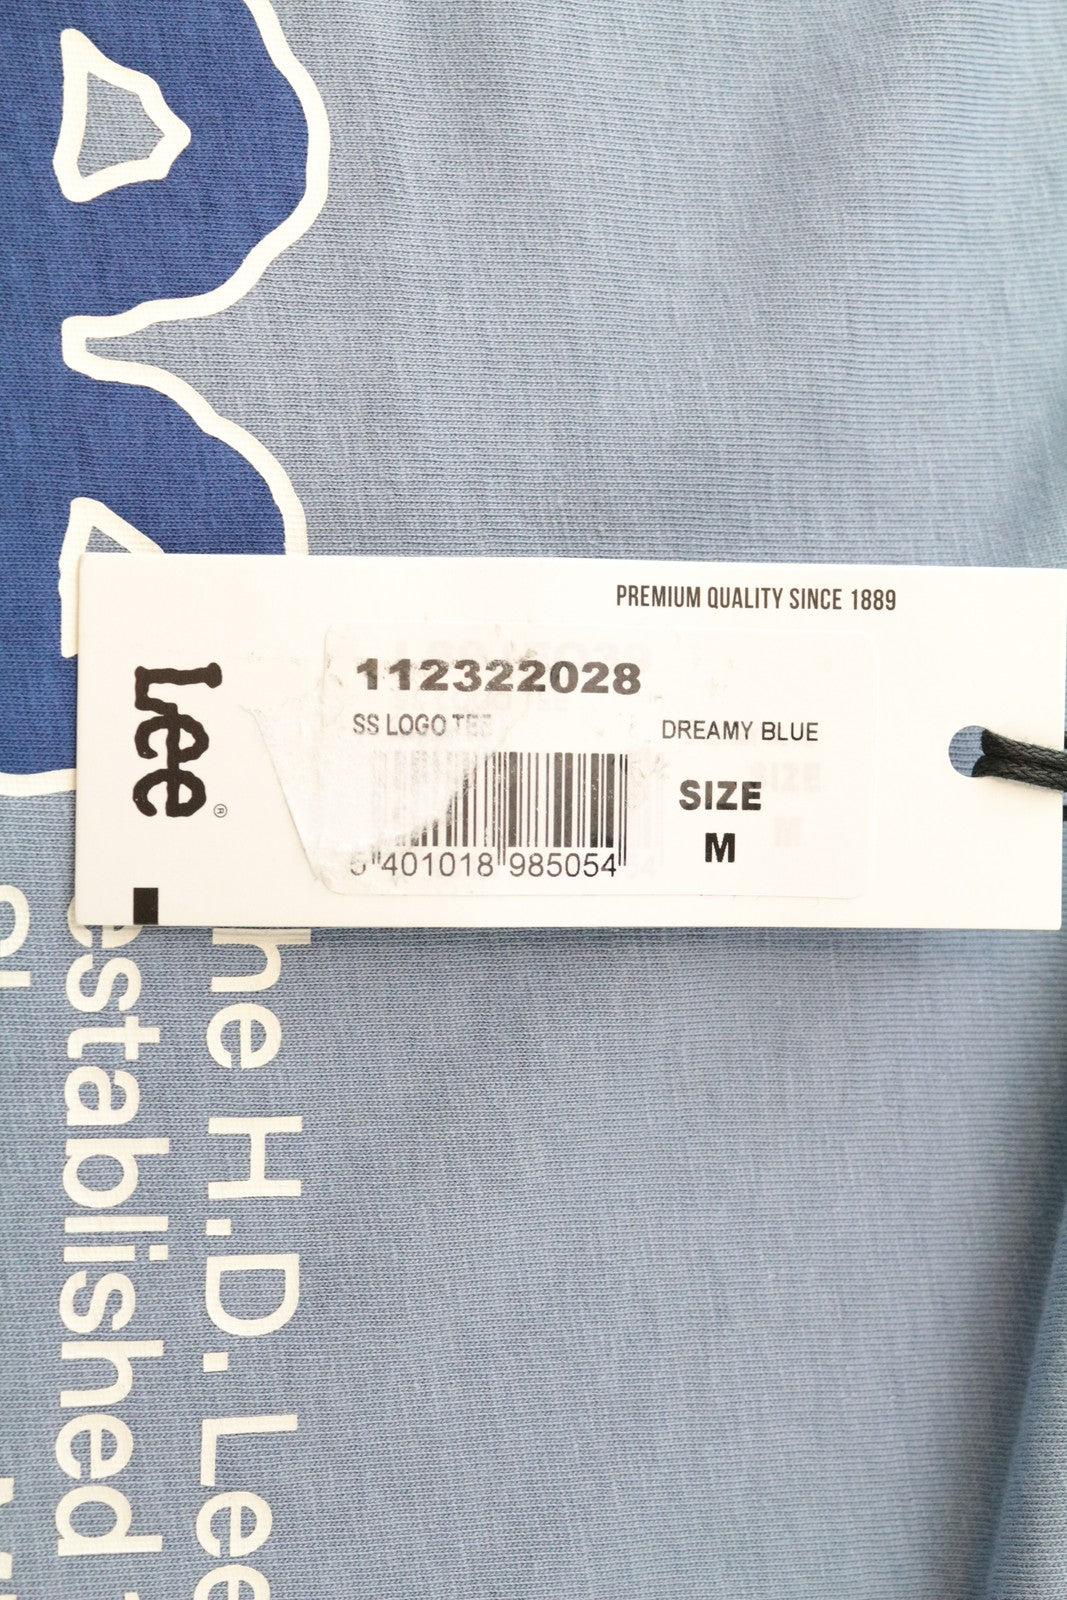 PREMIUM QUALITY SINCE 1889
Lee®
112322028
SS LOGO TEE
DREAMY BLUE
SIZE
M
5 401018 985054
he H.D. Lee
established